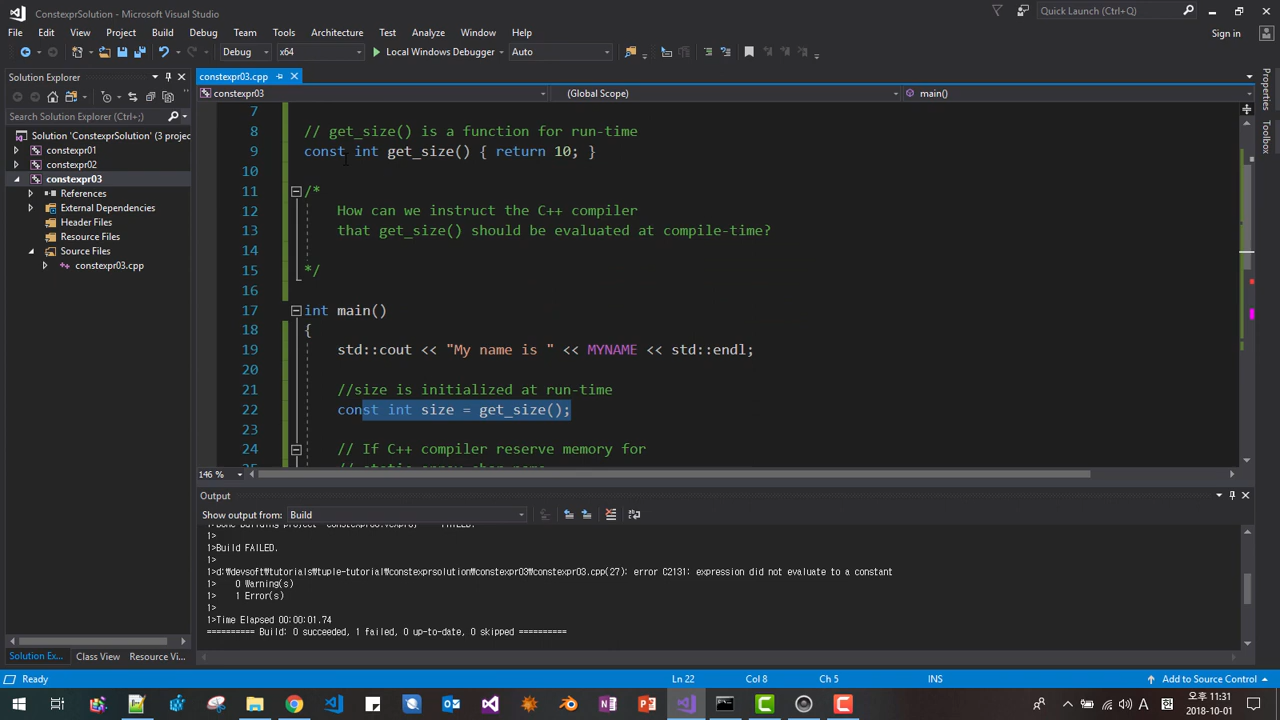 ConstexprSolution - Microsoft Visual Studio
Quick Launch (Ctrl+Q)
File Edit View Project Build Debug Team Tools Architecture Test Analyze Window Help
Sign in
Debug x64 Local Windows Debugger Auto
Solution Explorer
constexpr03.cpp
constexpr03 (Global Scope) main()
Search Solution Explorer (Ctrl+;)
Solution 'ConstexprSolution' (3 projec
constexpr01
constexpr02
constexpr03
References
External Dependencies
Header Files
Resource Files
Source Files
constexpr03.cpp
Solution Ex... Class View Resource Vi...
7
8 // get_size() is a function for run-time
9 const int get_size() { return 10; }
10
11 /*
12 How can we instruct the C++ compiler
13 that get_size() should be evaluated at compile-time?
14
15 */
16
17 int main()
18 {
19 std::cout << "My name is " << MYNAME << std::endl;
20
21 //size is initialized at run-time
22 const int size = get_size();
23
24 // If C++ compiler reserve memory for
146 %
Properties
Team Explorer
Output
Show output from: Build
1>
1>Build FAILED.
1>
1>d:\devsoft\tutorials\tuple-tutorial\constexprsolution\constexpr03\constexpr03.cpp(27): error C2131: expression did not evaluate to a constant
1> 0 Warning(s)
1> 1 Error(s)
1>
1>Time Elapsed 00:00:01.74
========== Build: 0 succeeded, 1 failed, 0 up-to-date, 0 skipped ==========
Ready Ln 22 Col 8 Ch 5 INS Add to Source Control
A
오후 11:31
2018-10-01